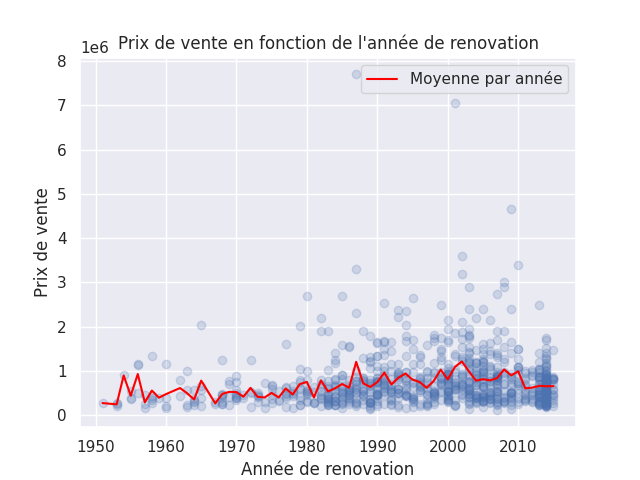 Prix de vente en fonction de l'année de renovation
1e6
Moyenne par année
8
7
6
5
4
3
2
1
0
Prix de vente
1950 1960 1970 1980 1990 2000 2010
Année de renovation